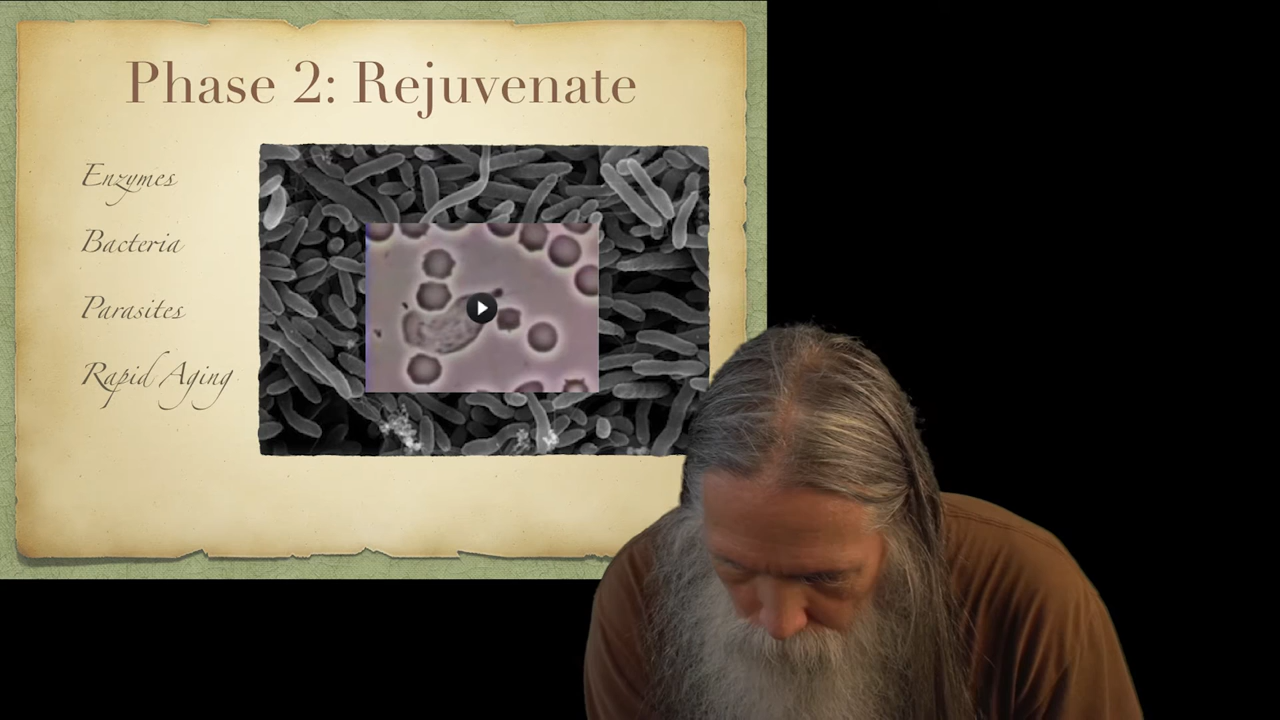 Phase 2: Rejuvenate
Enzymes
Bacteria
Parasites
Rapid Aging